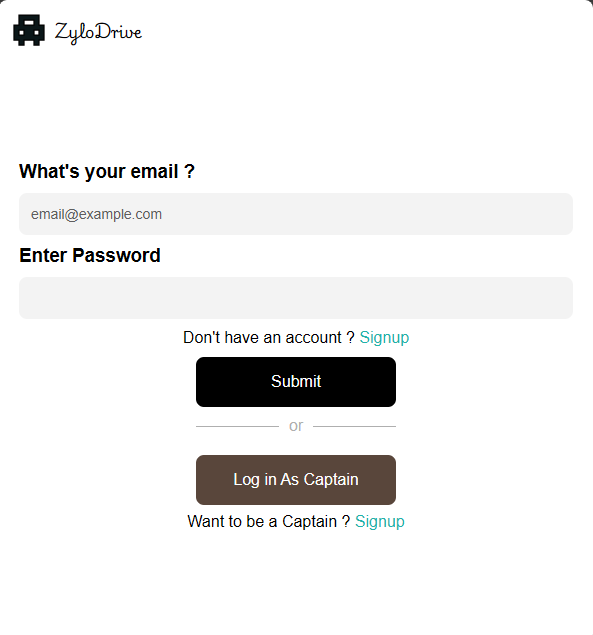 ZyloDrive
What's your email ?
email@example.com
Enter Password
Don't have an account ? Signup
Submit
or
Log in As Captain
Want to be a Captain ? Signup